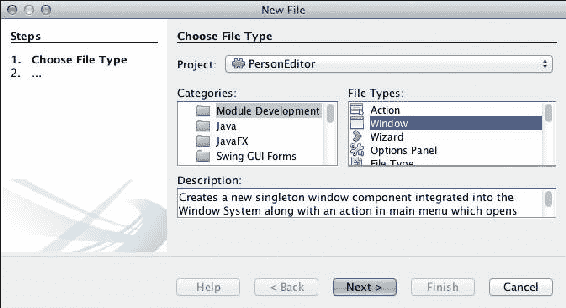 New File
Steps
1. Choose File Type
2. ...
Choose File Type
Project: PersonEditor
Categories:
Module Development
Java
JavaFX
Swing GUI Forms
File Types:
Action
Window
Wizard
Options Panel
File Type
Description:
Creates a new singleton window component integrated into the
Window System along with an action in main menu which opens
Help
< Back
Next >
Finish
Cancel